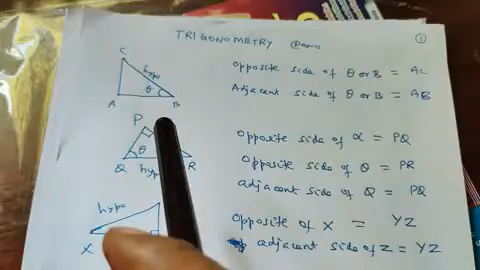 TRIGONOMETRY
1
C
hypo
θ
A
B
Opposite side of θ or B = AC
Adjacent side of θ or B = AB
P
θ
Q
hyp
R
Opposite side of α = PQ
Opposite side of θ = PR
adjacent side of Q = PQ
hypo
X
Opposite of X = YZ
adjacent side of Z = YZ